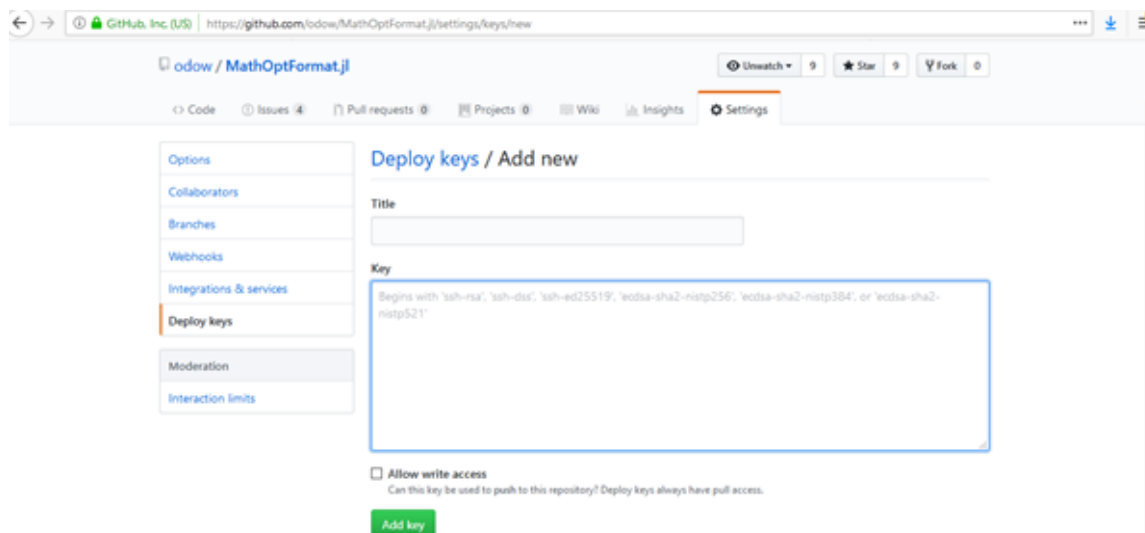 GitHub, Inc. (US) https://github.com/odow/MathOptFormat.jl/settings/keys/new
odow / MathOptFormat.jl
Unwatch 9 Star 9 Fork 0
Code Issues 4 Pull requests 0 Projects 0 Wiki Insights Settings
Options
Collaborators
Branches
Webhooks
Integrations & services
Deploy keys
Moderation
Interaction limits
Deploy keys / Add new
Title
Key
Begins with 'ssh-rsa', 'ssh-dss', 'ssh-ed25519', 'ecdsa-sha2-nistp256', 'ecdsa-sha2-nistp384', or 'ecdsa-sha2-
nistp521'
Allow write access
Can this key be used to push to this repository? Deploy keys always have pull access.
Add key